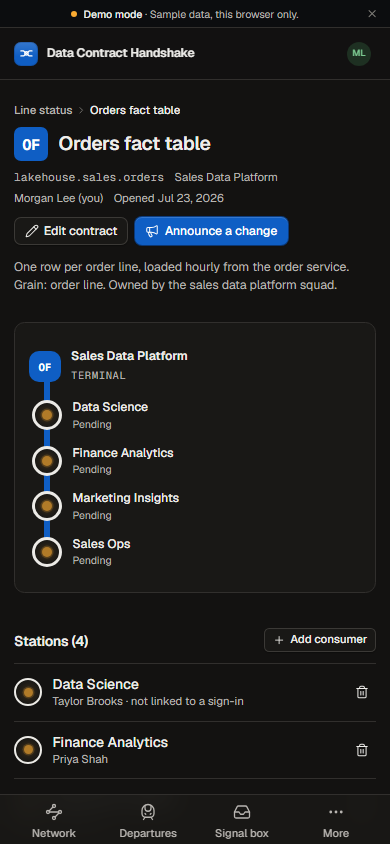 Demo mode · Sample data, this browser only.
Data Contract Handshake
ML
Line status > Orders fact table
OF Orders fact table
lakehouse.sales.orders Sales Data Platform
Morgan Lee (you) Opened Jul 23, 2026
Edit contract
Announce a change
One row per order line, loaded hourly from the order service.
Grain: order line. Owned by the sales data platform squad.
OF
Sales Data Platform
TERMINAL
Data Science
Pending
Finance Analytics
Pending
Marketing Insights
Pending
Sales Ops
Pending
Stations (4)
+ Add consumer
Data Science
Taylor Brooks · not linked to a sign-in
Finance Analytics
Priya Shah
Network
Departures
Signal box
More